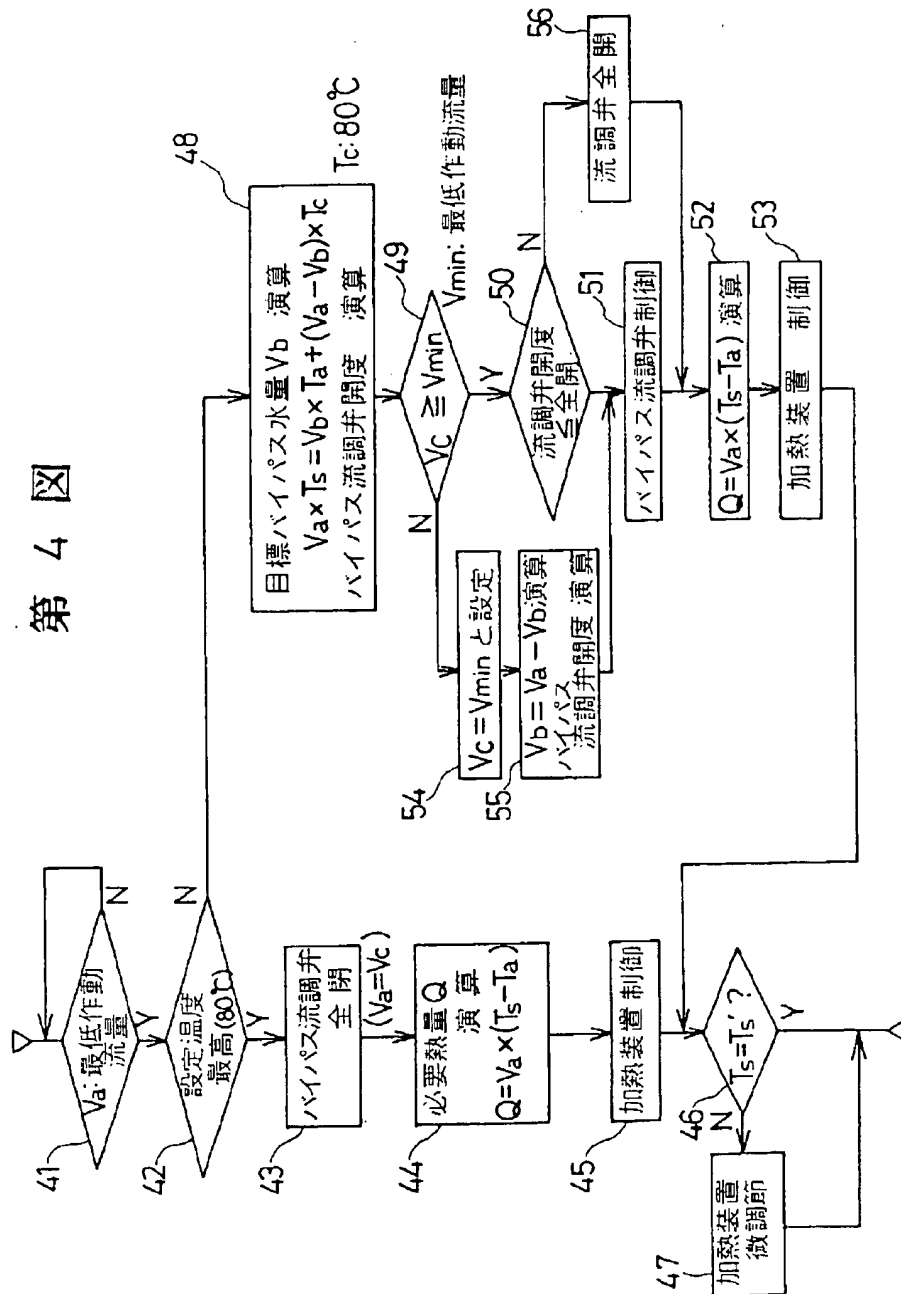 第4図
41
Va:最低作動
流量
N
Y
42
設定温度
最高(80℃)
N
Y
43
バイパス流調弁
全閉
(Va=Vc)
44
必要熱量Q
演算
Q=Va×(Ts-Ta)
45
加熱装置制御
46
Ts=Ts'?
N
Y
47
加熱装置
微調節
48
目標バイパス水量Vb 演算
Va×Ts=Vb×Ta+(Va-Vb)×Tc
バイパス流調弁開度 演算
Tc:80℃
49
Vc≧Vmin
Vmin:最低作動流量
N
Y
50
流調弁開度
≦全開
N
54
Vc=Vminと設定
55
Vb=Va-Vb演算
バイパス
流調弁開度 演算
51
バイパス流調弁制御
56
流調弁全開
52
Q=Va×(Ts-Ta)演算
53
加熱装置 制御